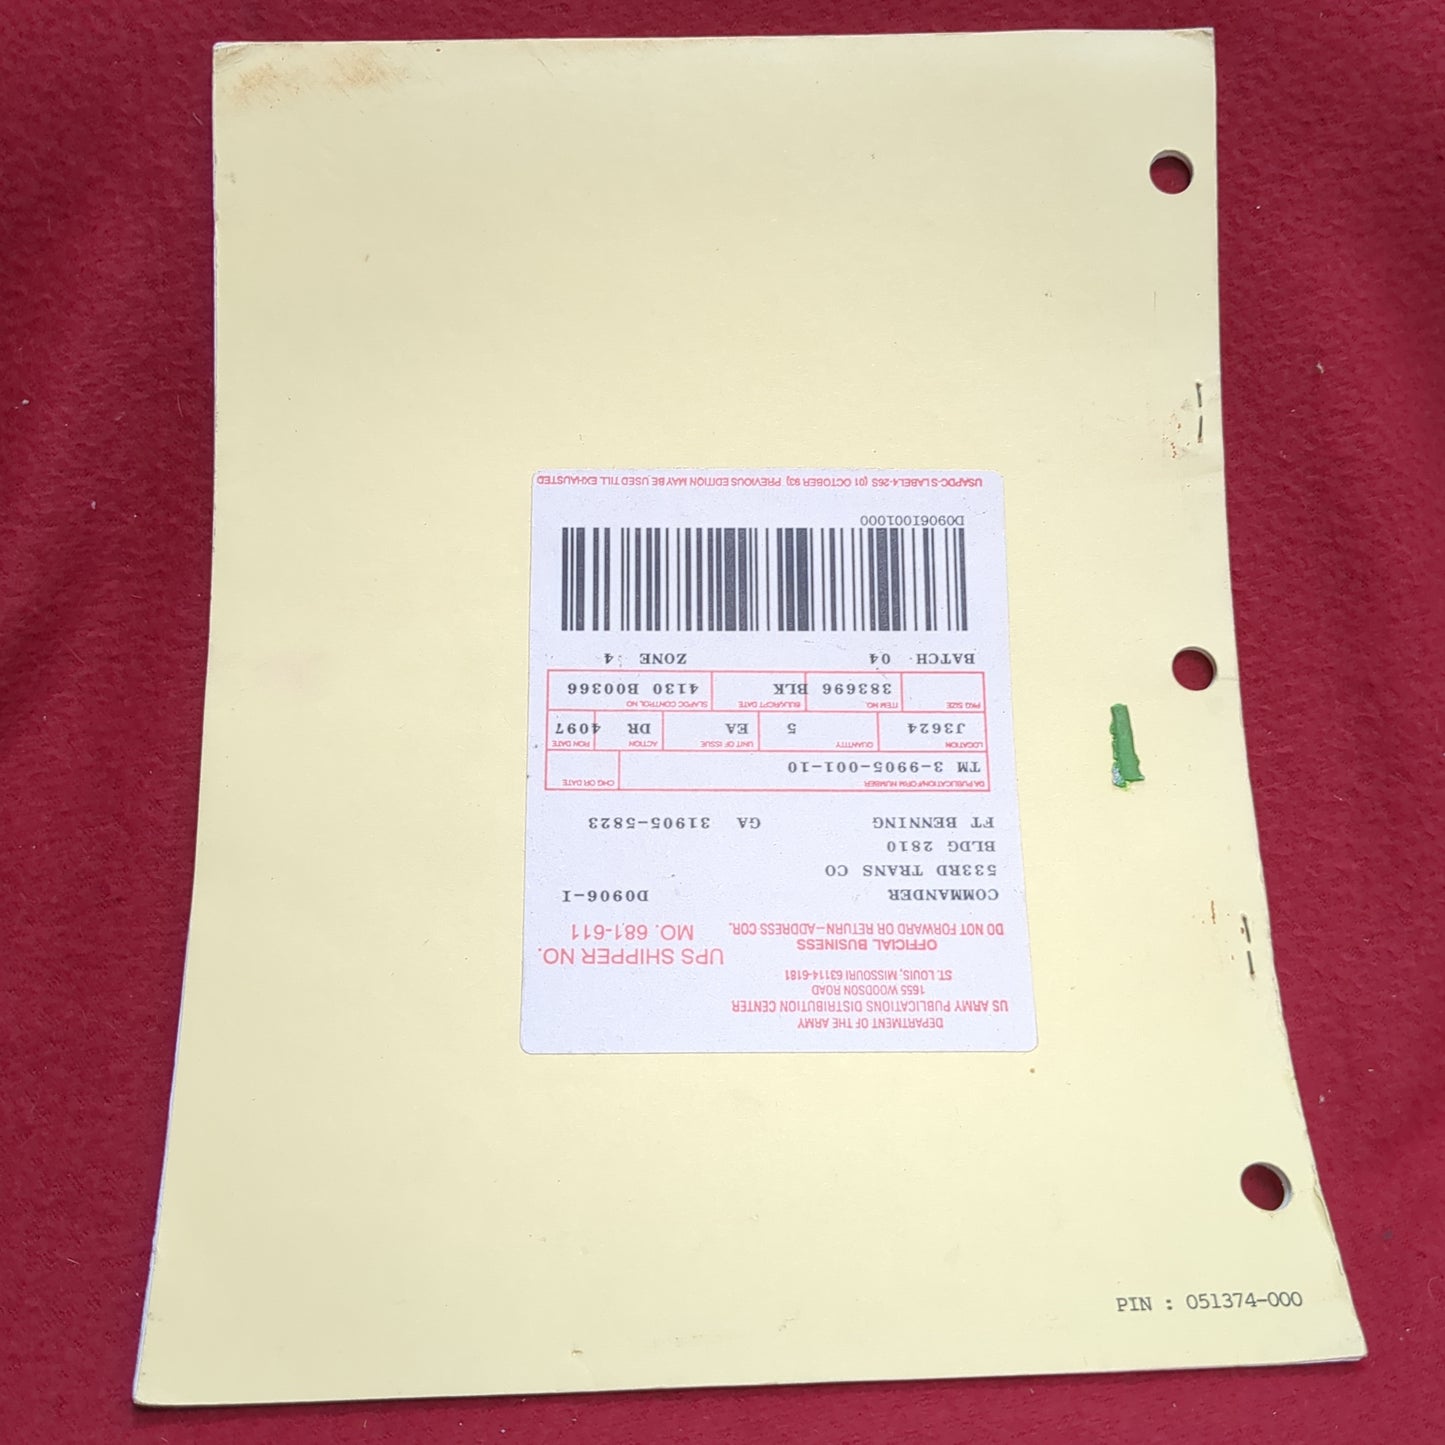 DEPARTMENT OF THE ARMY
US ARMY PUBLICATIONS DISTRIBUTION CENTER
1655 WOODSON ROAD
ST. LOUIS, MISSOURI 63114-6181
OFFICIAL BUSINESS
DO NOT FORWARD OR RETURN—ADDRESS COR.
UPS SHIPPER NO.
MO. 681-611
COMMANDER D0906-I
533RD TRANS CO
BLDG 2810
FT BENNING GA 31905-5823
DA PUBLICATION/FORM NUMBER CHG OR DATE
TM 3-9905-001-10
LOCATION QUANTITY UNIT OF ISSUE ACTION RQN DATE
J3624 5 EA DR 4097
PKG SIZE ITEM NO. BULK/RCPT DATE SLAPDC CONTROL NO
383696 BLK 4130 B00366
BATCH 04 ZONE 4
D0906I001000
USAPDC-S LABEL 4-26S (01 OCTOBER 93) PREVIOUS EDITION MAY BE USED TILL EXHAUSTED
PIN : 051374-000